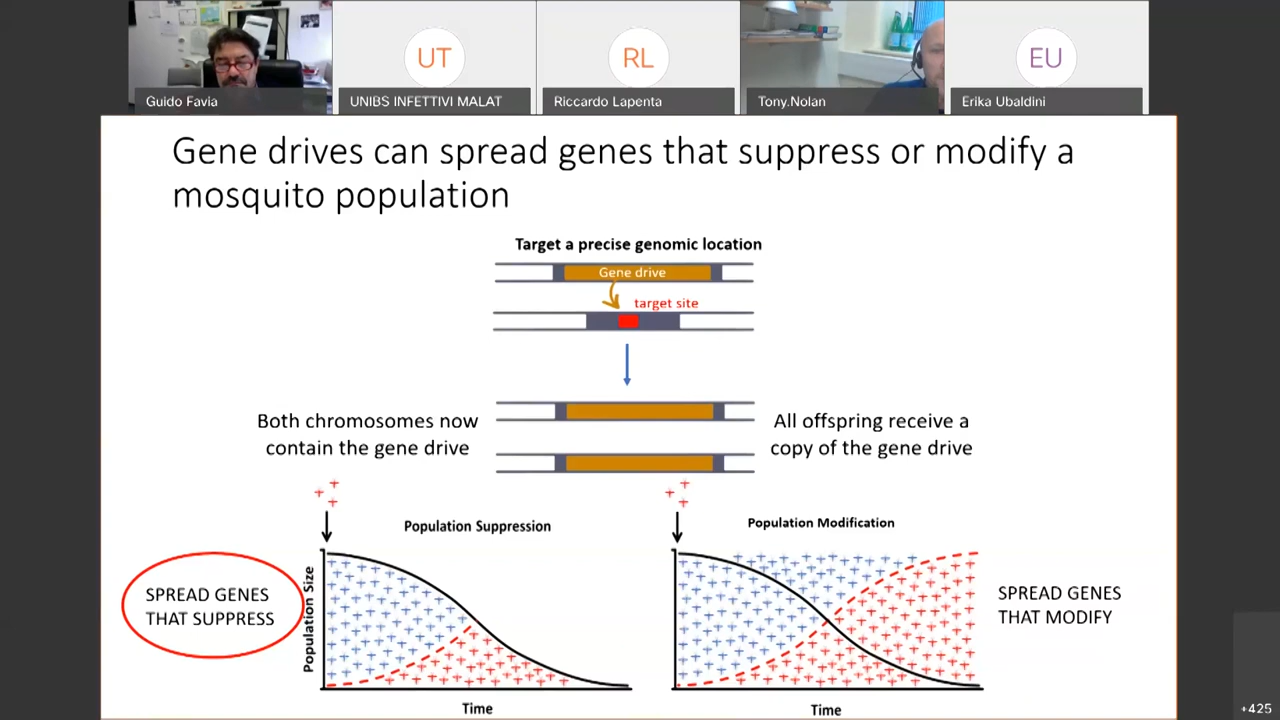 UT
RL
EU
Guido Favia
UNIBS INFETTIVI MALAT
Riccardo Lapenta
Tony.Nolan
Erika Ubaldini
Gene drives can spread genes that suppress or modify a
mosquito population
Target a precise genomic location
Gene drive
target site
Both chromosomes now
contain the gene drive
All offspring receive a
copy of the gene drive
Population Suppression
Population Modification
SPREAD GENES
THAT SUPPRESS
Population Size
SPREAD GENES
THAT MODIFY
Time
Time
+425